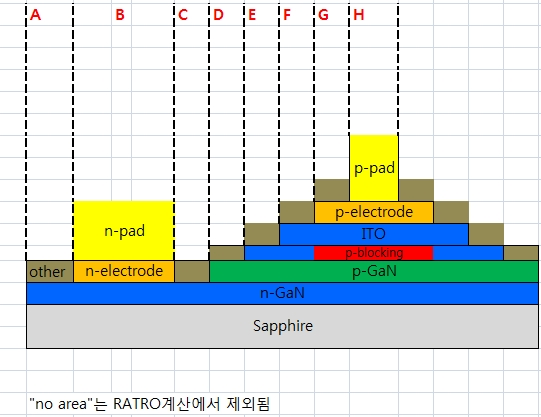 A B C D E F G H
p-pad
n-pad
p-electrode
ITO
p-blocking
other n-electrode p-GaN
n-GaN
Sapphire
"no area"는 RATRO계산에서 제외됨